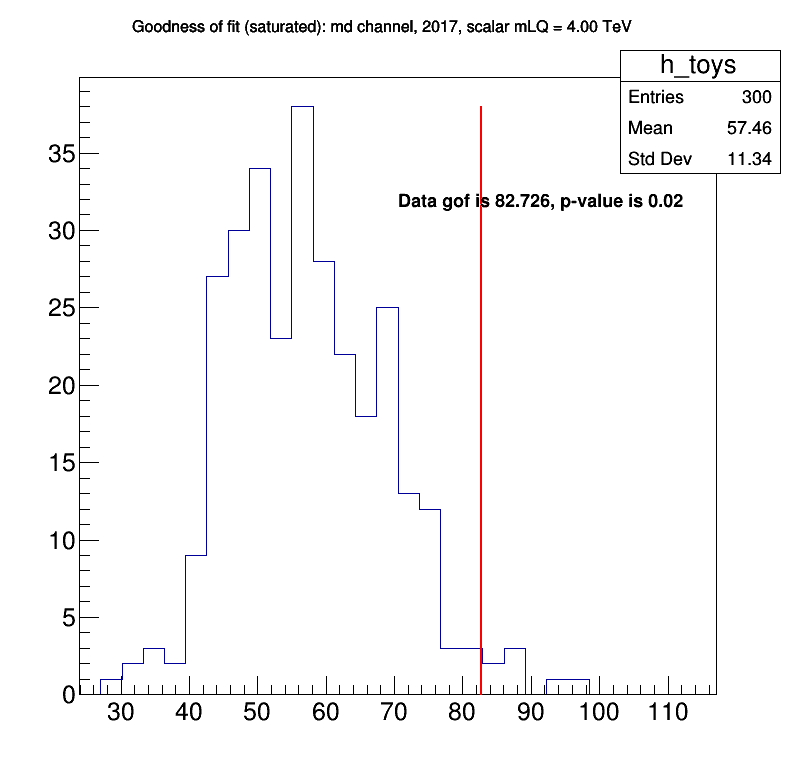 Goodness of fit (saturated): md channel, 2017, scalar mLQ = 4.00 TeV
h_toys
Entries 300
Mean 57.46
Std Dev 11.34
Data gof is 82.726, p-value is 0.02
35
30
25
20
15
10
5
0
30 40 50 60 70 80 90 100 110